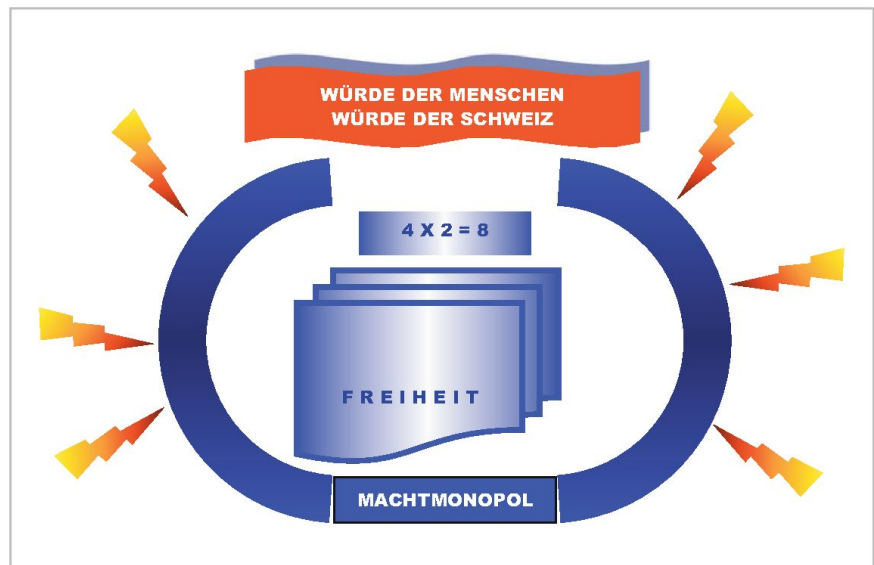 WÜRDE DER MENSCHEN
WÜRDE DER SCHWEIZ
4 X 2 = 8
FREIHEIT
MACHTMONOPOL